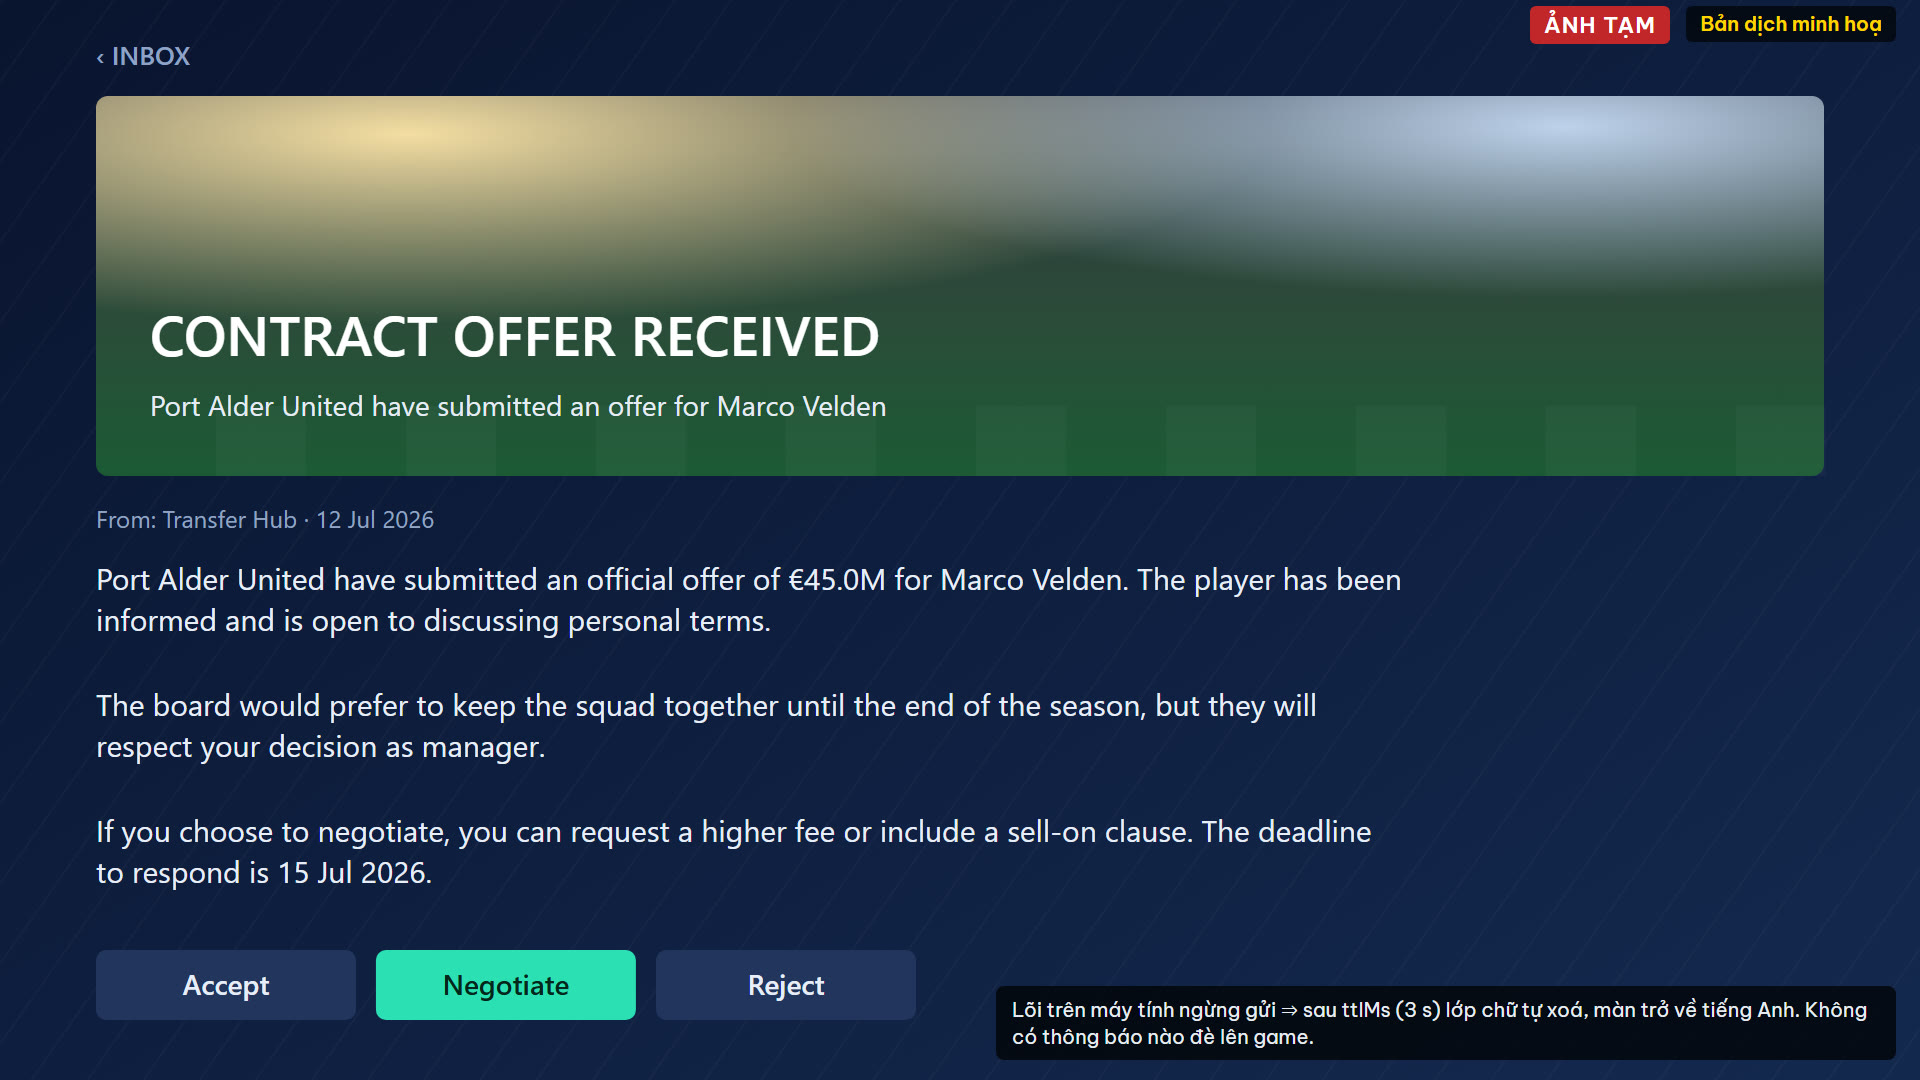 ẢNH TẠM
Bản dịch minh hoạ
‹ INBOX
CONTRACT OFFER RECEIVED
Port Alder United have submitted an offer for Marco Velden
From: Transfer Hub · 12 Jul 2026
Port Alder United have submitted an official offer of €45.0M for Marco Velden. The player has been
informed and is open to discussing personal terms.
The board would prefer to keep the squad together until the end of the season, but they will
respect your decision as manager.
If you choose to negotiate, you can request a higher fee or include a sell-on clause. The deadline
to respond is 15 Jul 2026.
Accept
Negotiate
Reject
Lõi trên máy tính ngừng gửi ⇒ sau ttlMs (3 s) lớp chữ tự xoá, màn trở về tiếng Anh. Không
có thông báo nào đè lên game.